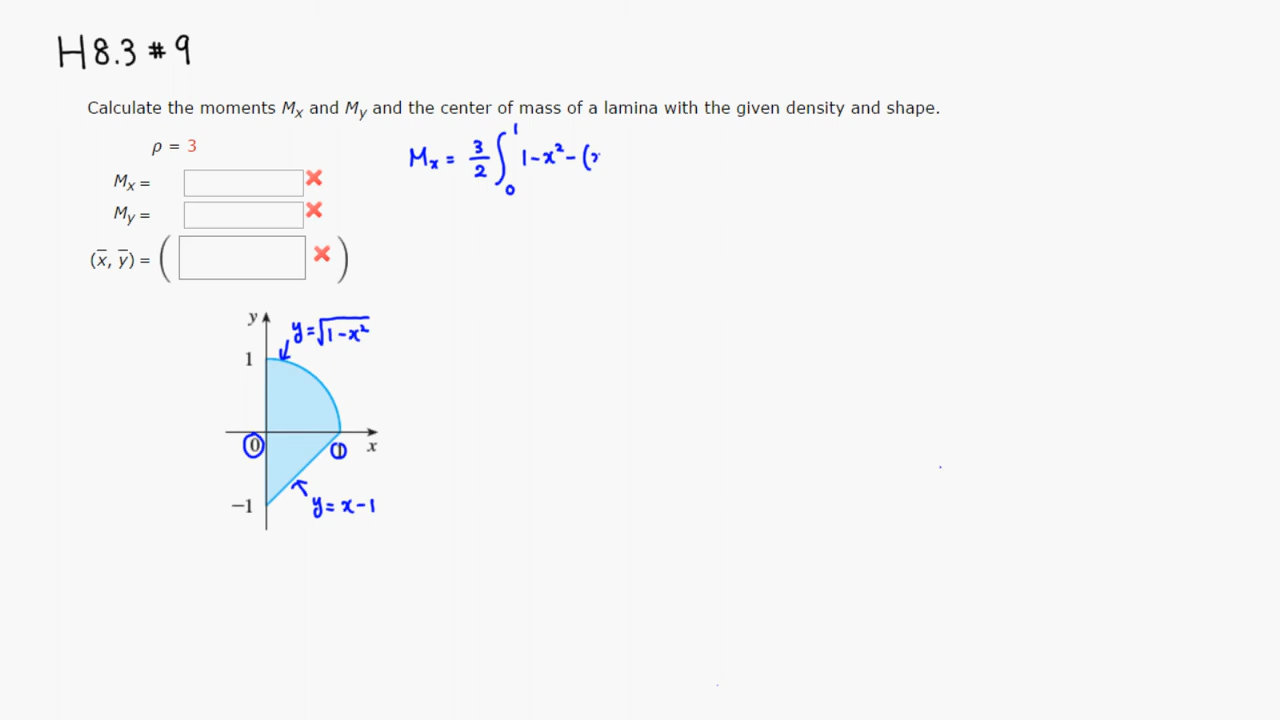 H 8.3 # 9
Calculate the moments Mx and My and the center of mass of a lamina with the given density and shape.
ρ = 3
Mx =
My =
(x̅, y̅) = ( )
Mx = 3/2 ∫₀¹ 1-x² - (
y
y = √1-x²
1
0
1
x
-1
y = x - 1